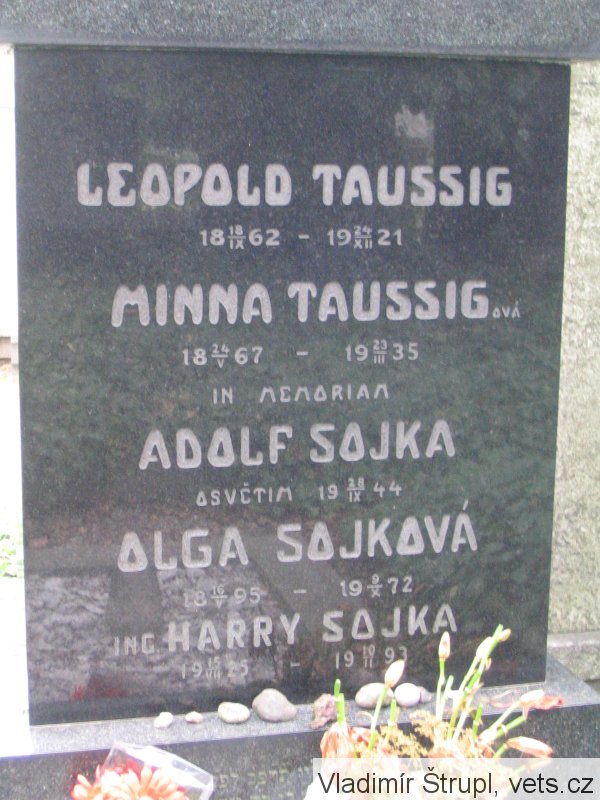 LEOPOLD TAUSSIG
18 18/IX 62 - 19 24/XII 21
MINNA TAUSSIGOVÁ
18 24/V 67 - 19 23/III 35
IN MEMORIAM
ADOLF SOJKA
OSVĚTIM 19 28/IX 44
OLGA SOJKOVÁ
18 16/V 95 - 19 9/X 72
ING. HARRY SOJKA
19 15/VII 25 - 19 10/11 93
Vladimír Štrupl, vets.cz